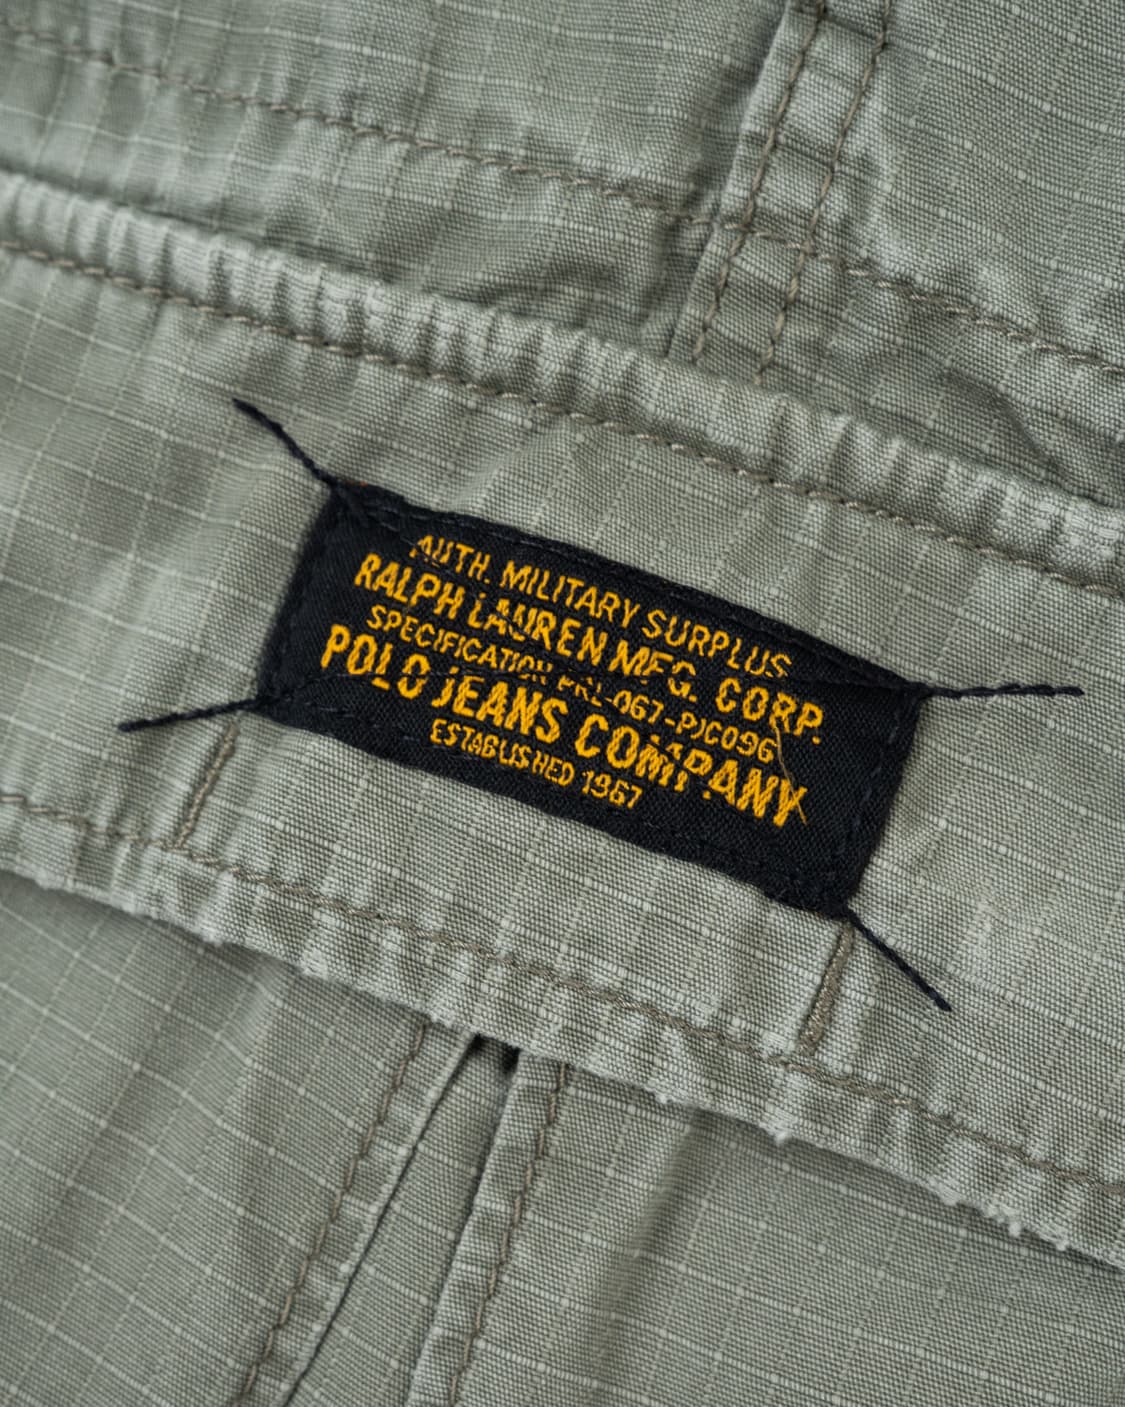 AUTH. MILITARY SURPLUS
RALPH LAUREN MFG. CORP.
SPECIFICATION PRL-067-PJC096
POLO JEANS COMPANY
ESTABLISHED 1967